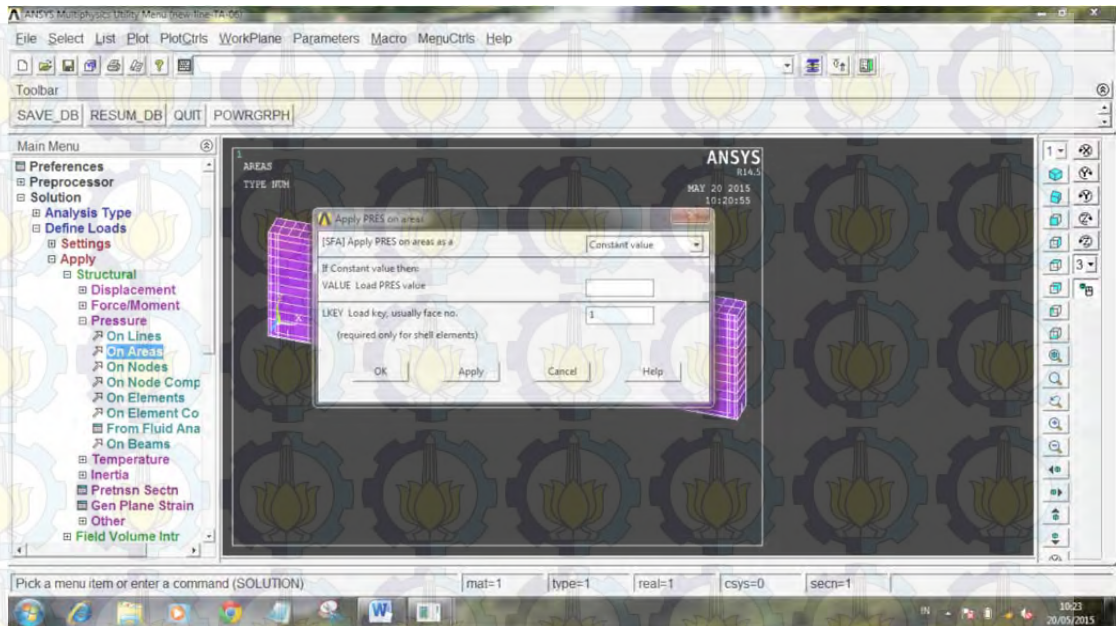 ANSYS Multiphysics Utility Menu (new-line-TA-06)
File Select List Plot PlotCtrls WorkPlane Parameters Macro MenuCtrls Help
Toolbar
SAVE_DB RESUM_DB QUIT POWRGRPH
Main Menu
Preferences
Preprocessor
Solution
Analysis Type
Define Loads
Settings
Apply
Structural
Displacement
Force/Moment
Pressure
On Lines
On Areas
On Nodes
On Node Comp
On Elements
On Element Co
From Fluid Ana
On Beams
Temperature
Inertia
Pretnsn Sectn
Gen Plane Strain
Other
Field Volume Intr
1
AREAS
TYPE NUM
ANSYS
R14.5
MAY 20 2015
10:20:55
X
Apply PRES on areas
[SFA] Apply PRES on areas as a Constant value
If Constant value then:
VALUE Load PRES value
LKEY Load key, usually face no. 1
(required only for shell elements)
OK Apply Cancel Help
1
3
Pick a menu item or enter a command (SOLUTION) mat=1 type=1 real=1 csys=0 secn=1
IN
10:23
20/05/2015